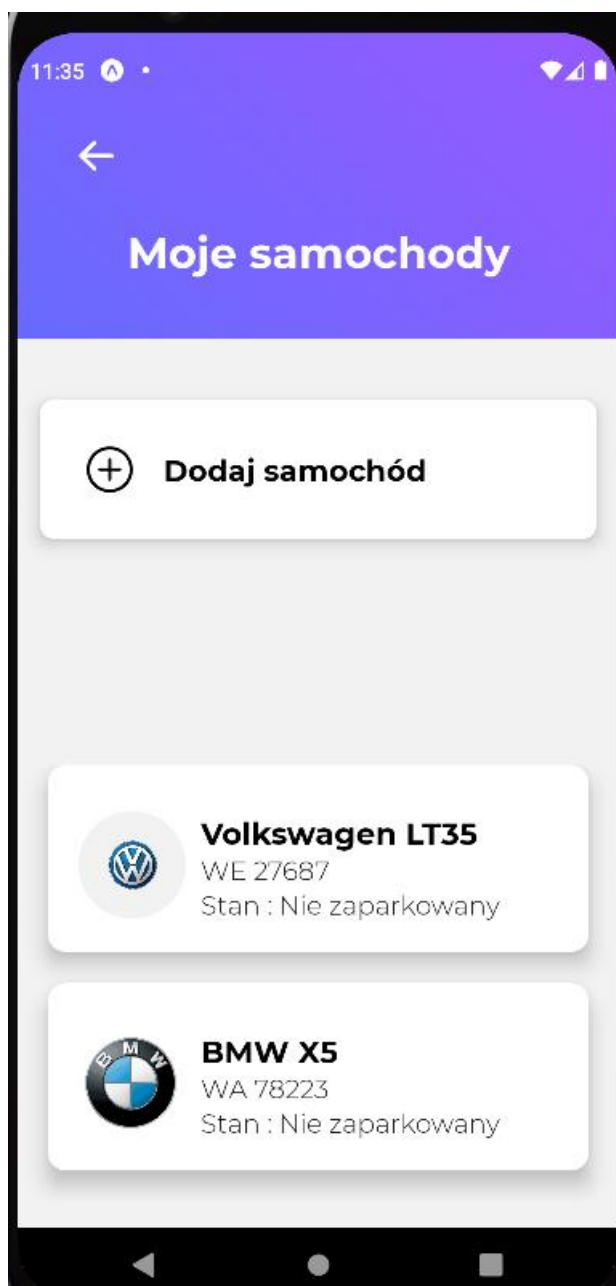 11:35
Moje samochody
Dodaj samochód
Volkswagen LT35
WE 27687
Stan : Nie zaparkowany
BMW
BMW X5
WA 78223
Stan : Nie zaparkowany